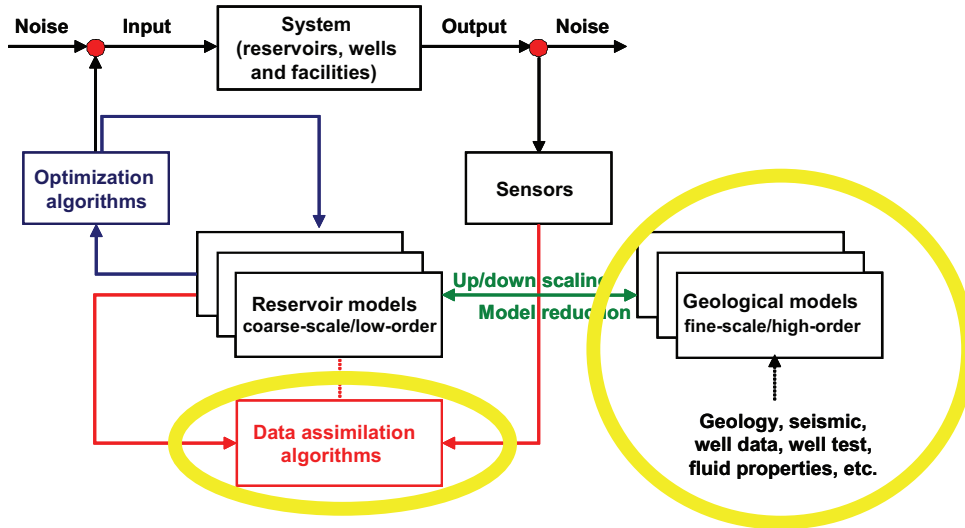 Noise
Input
System
(reservoirs, wells
and facilities)
Output
Noise
Optimization
algorithms
Sensors
Up/down scaling
Model reduction
Reservoir models
coarse-scale/low-order
Geological models
fine-scale/high-order
Data assimilation
algorithms
Geology, seismic,
well data, well test,
fluid properties, etc.